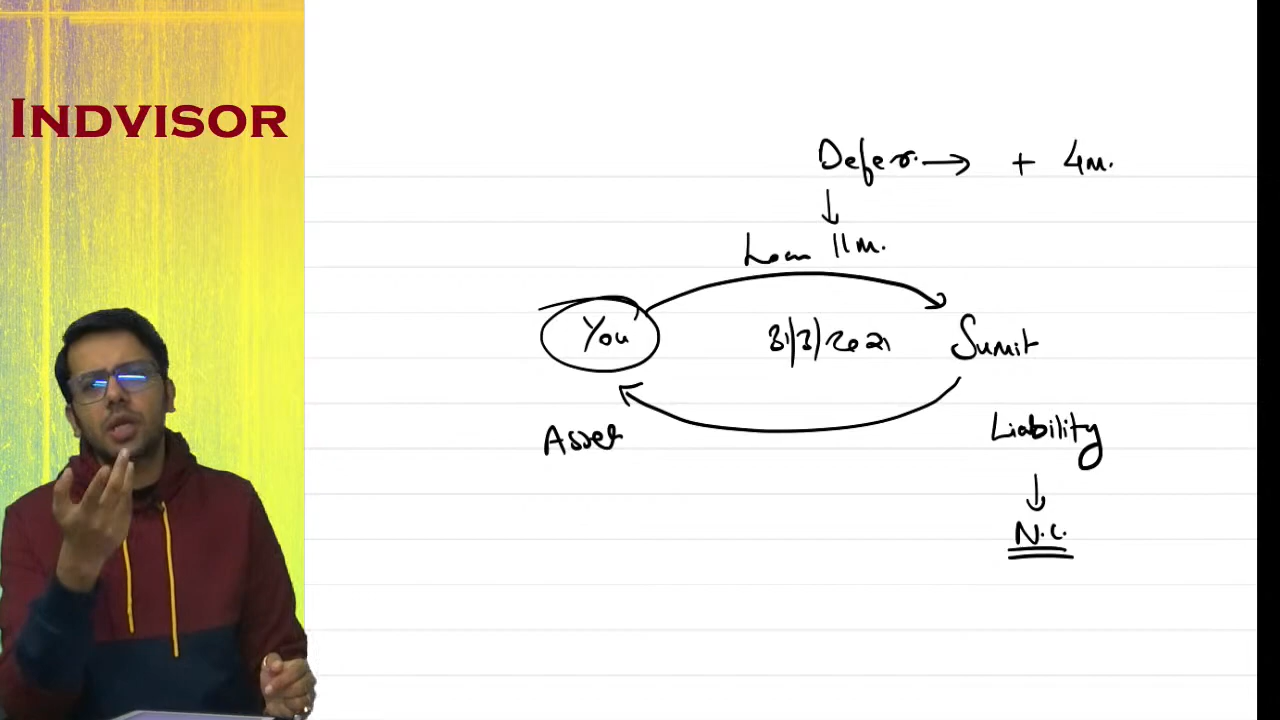 INDVISOR
Defer. → + 4m.
↓
Loan 11m.
You 31/3/2021 Sumit
Asset Liability
↓
N.C.